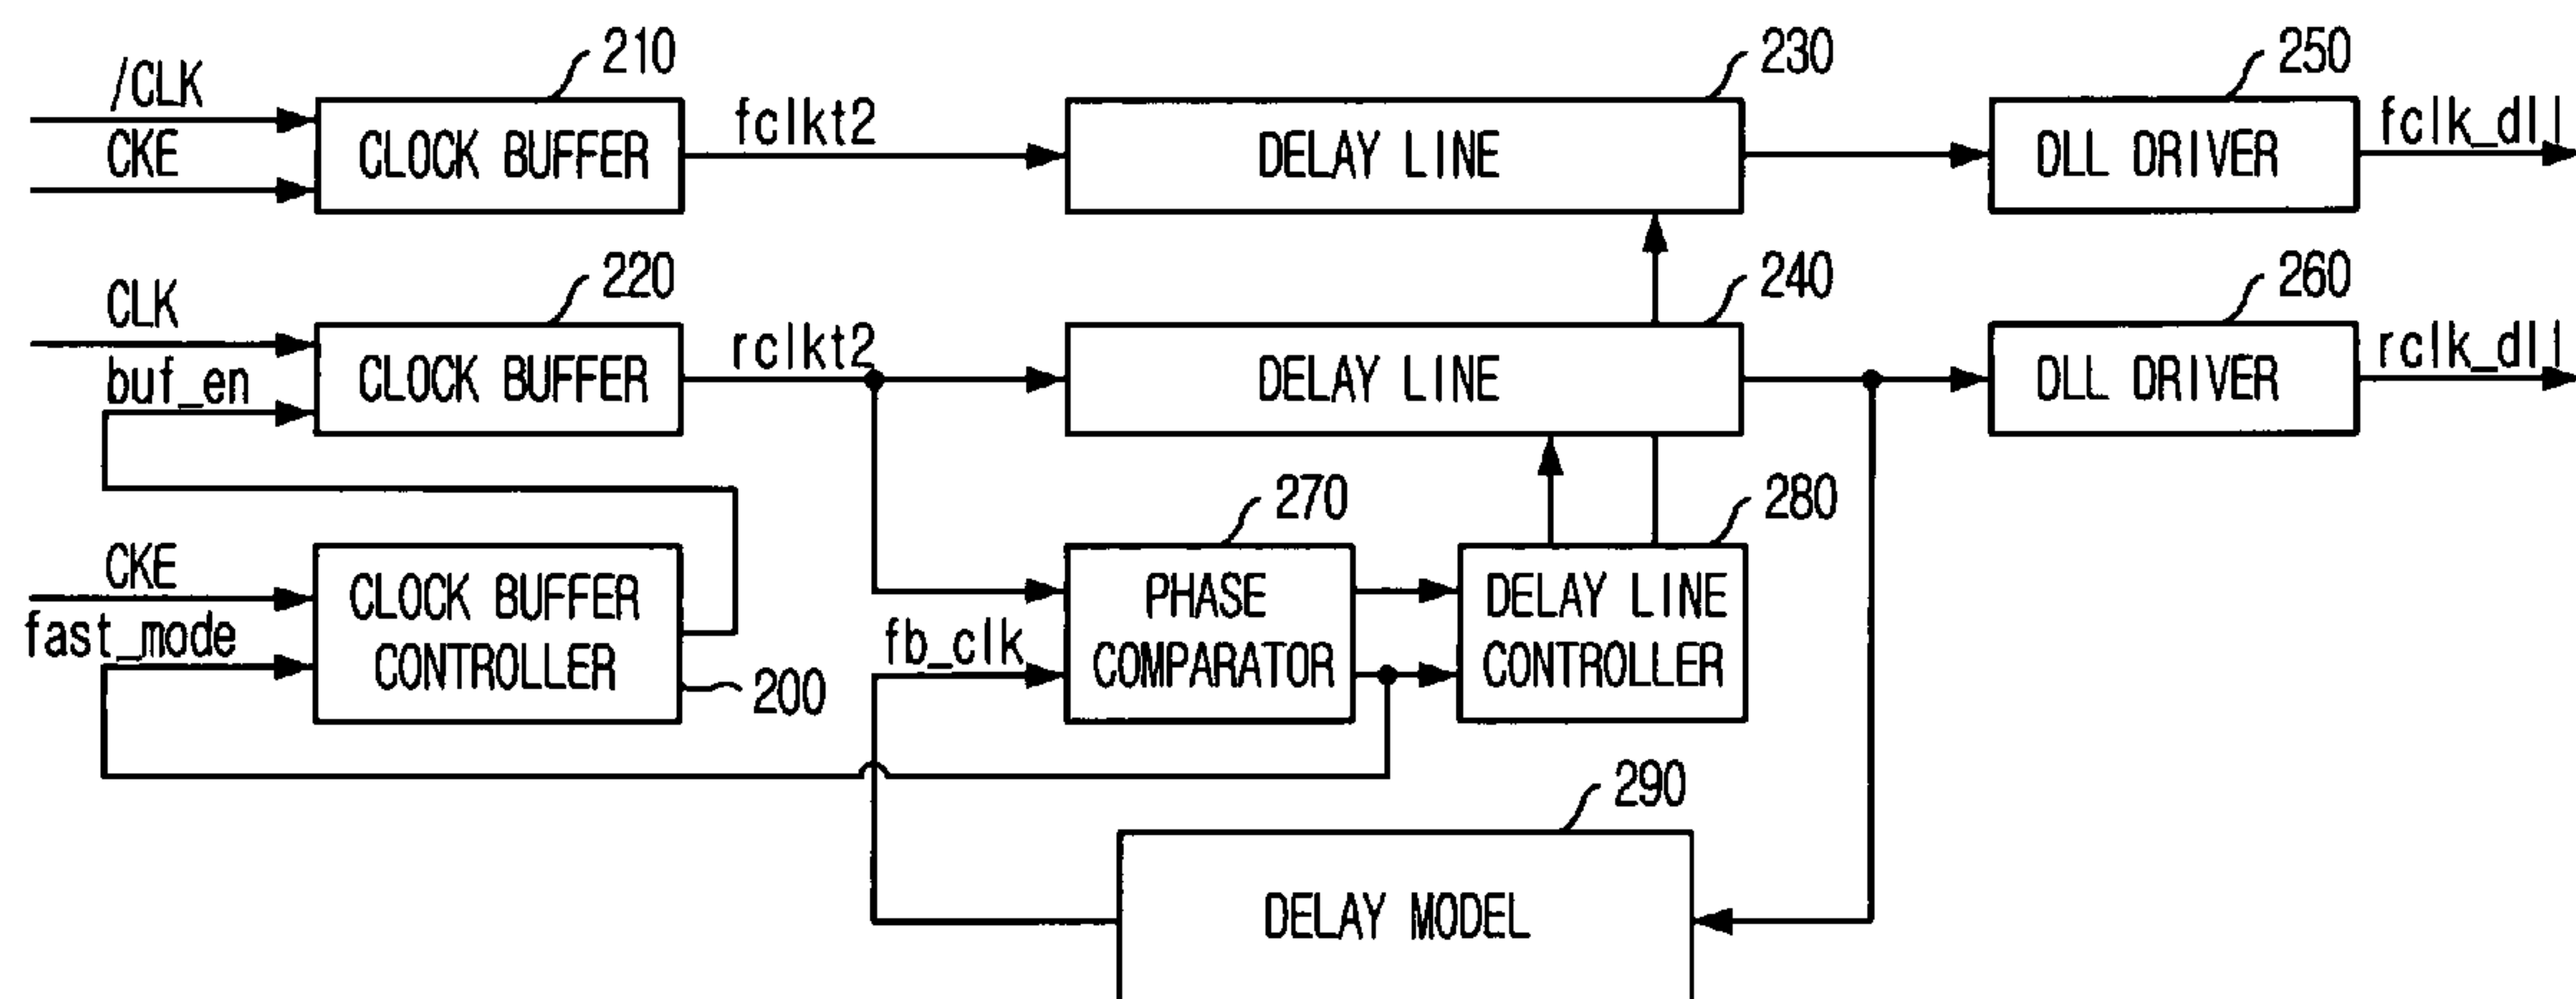 210
230
250
/CLK
CKE
CLOCK BUFFER
fclkt2
DELAY LINE
DLL DRIVER
fclk_dll
220
240
260
CLK
buf_en
CLOCK BUFFER
rclkt2
DELAY LINE
DLL DRIVER
rclk_dll
270
280
CKE
fast_mode
CLOCK BUFFER
CONTROLLER
200
fb_clk
PHASE
COMPARATOR
DELAY LINE
CONTROLLER
290
DELAY MODEL